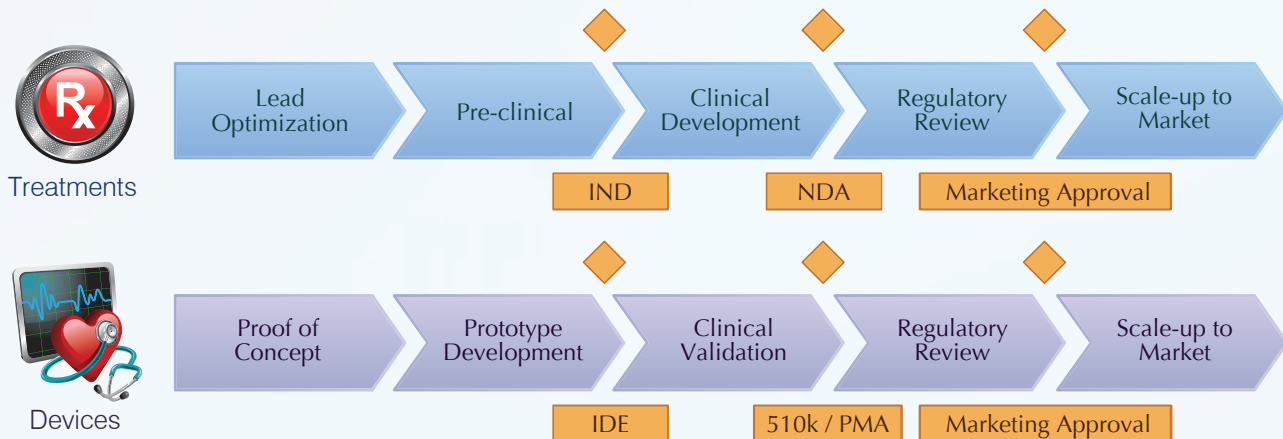 Rx
Treatments
Lead
Optimization
Pre-clinical
Clinical
Development
Regulatory
Review
Scale-up to
Market
IND
NDA
Marketing Approval
Devices
Proof of
Concept
Prototype
Development
Clinical
Validation
Regulatory
Review
Scale-up to
Market
IDE
510k / PMA
Marketing Approval